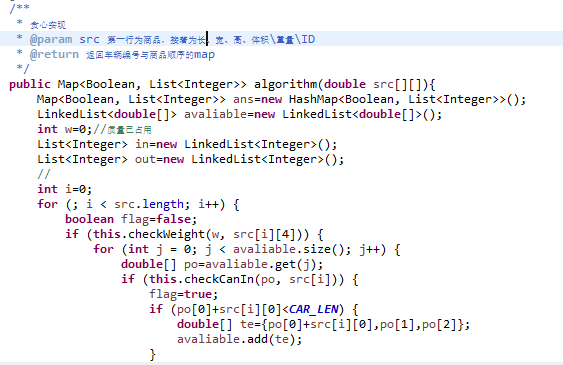 /**
 * 贪心实现
 * @param src 第一行为商品，接着为长，宽、高、体积\重量\ID
 * @return 返回车辆编号与商品顺序的map
 */
public Map<Boolean, List<Integer>> algorithm(double src[][]){
    Map<Boolean, List<Integer>> ans=new HashMap<Boolean, List<Integer>>();
    LinkedList<double[]> avaliable=new LinkedList<double[]>();
    int w=0;//质量已占用
    List<Integer> in=new LinkedList<Integer>();
    List<Integer> out=new LinkedList<Integer>();
    //
    int i=0;
    for (; i < src.length; i++) {
        boolean flag=false;
        if (this.checkWeight(w, src[i][4])) {
            for (int j = 0; j < avaliable.size(); j++) {
                double[] po=avaliable.get(j);
                if (this.checkCanIn(po, src[i])) {
                    flag=true;
                    if (po[0]+src[i][0]<CAR_LEN) {
                        double[] te={po[0]+src[i][0],po[1],po[2]};
                        avaliable.add(te);
                    }